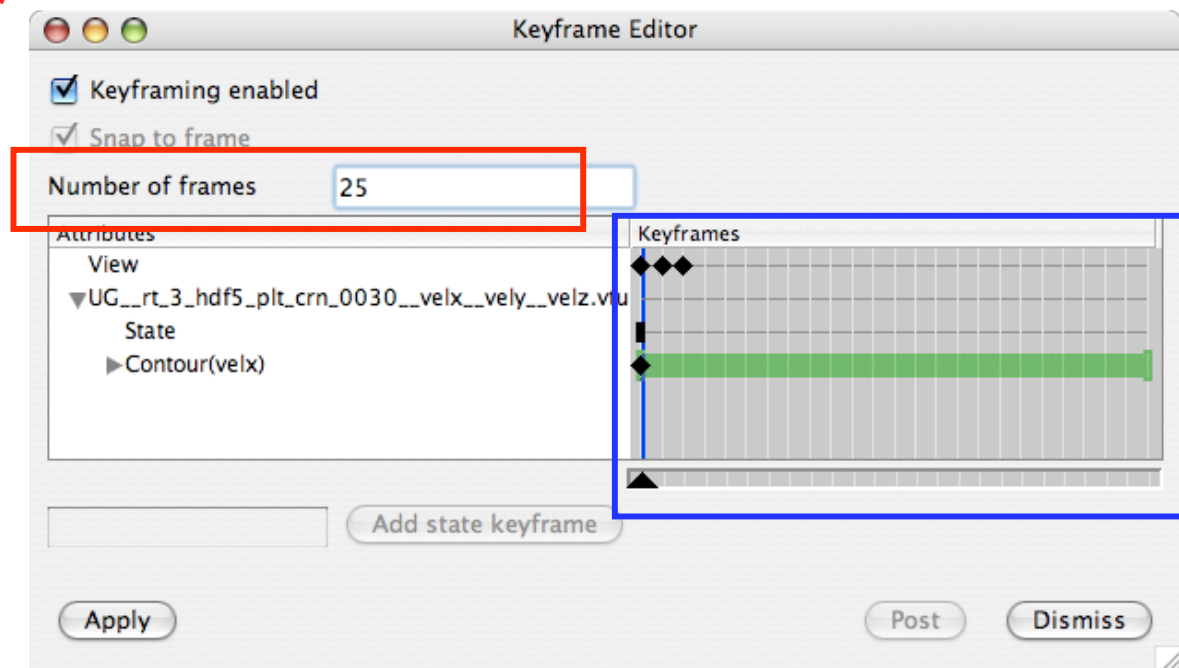 Keyframe Editor
Keyframing enabled
Snap to frame
Number of frames 25
Attributes Keyframes
View
UG__rt_3_hdf5_plt_crn_0030__velx__vely__velz.vtu
State
Contour(velx)
Add state keyframe
Apply Post Dismiss